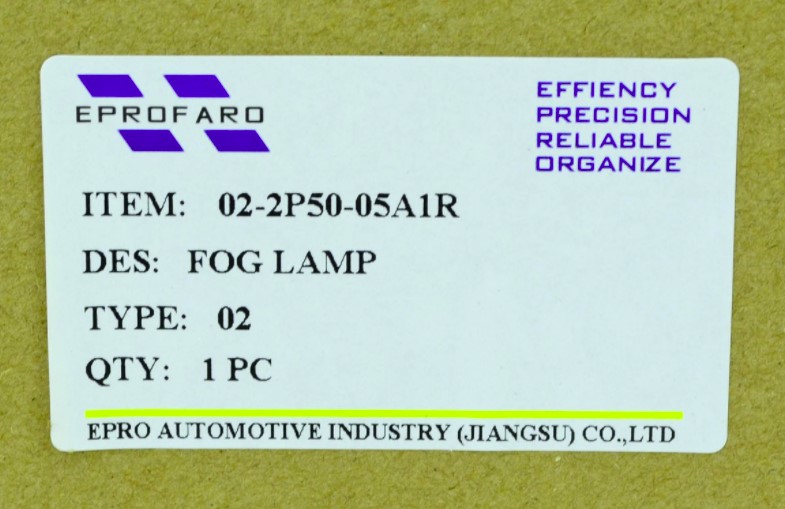 EPROFARO
EFFIENCY
PRECISION
RELIABLE
ORGANIZE
ITEM: 02-2P50-05A1R
DES: FOG LAMP
TYPE: 02
QTY: 1 PC
EPRO AUTOMOTIVE INDUSTRY (JIANGSU) CO.,LTD